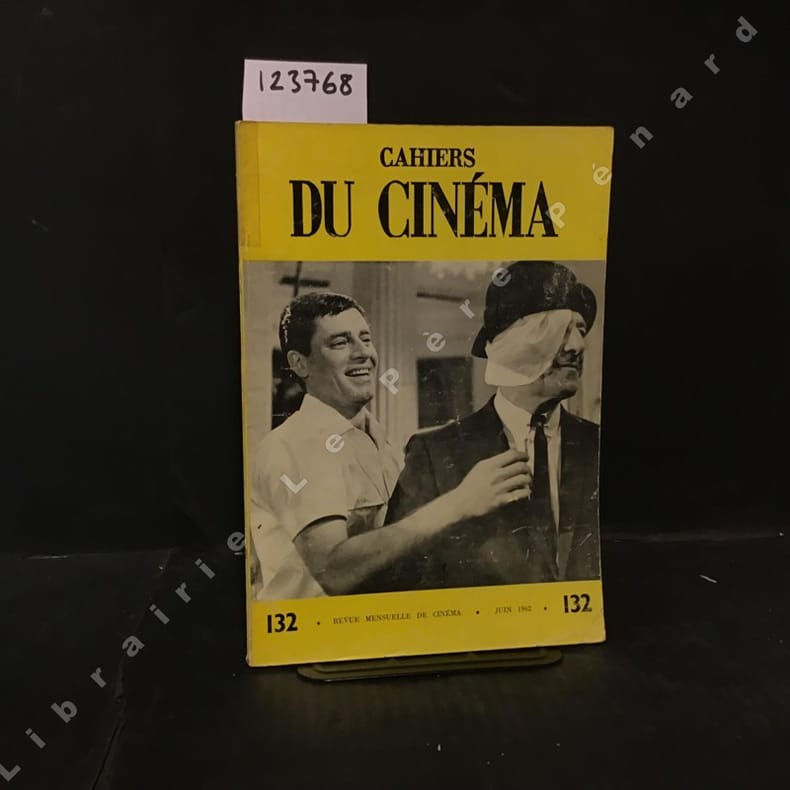 123768
CAHIERS
DU CINÉMA
132 • REVUE MENSUELLE DE CINÉMA • JUIN 1962 • 132
Librairie Le Père Pénard